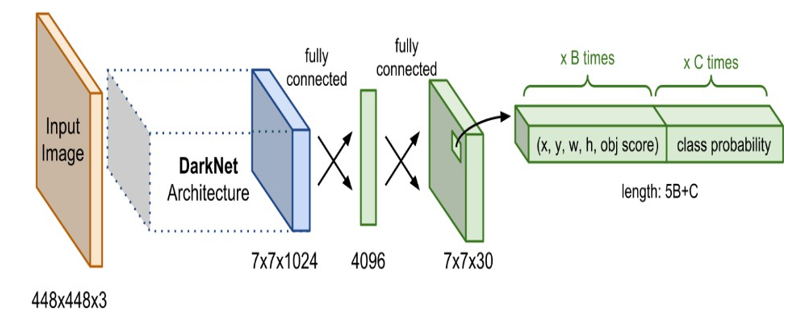 Input
Image
448x448x3
DarkNet
Architecture
7x7x1024
fully
connected
4096
fully
connected
7x7x30
x B times
x C times
(x, y, w, h, obj score)
class probability
length: 5B+C